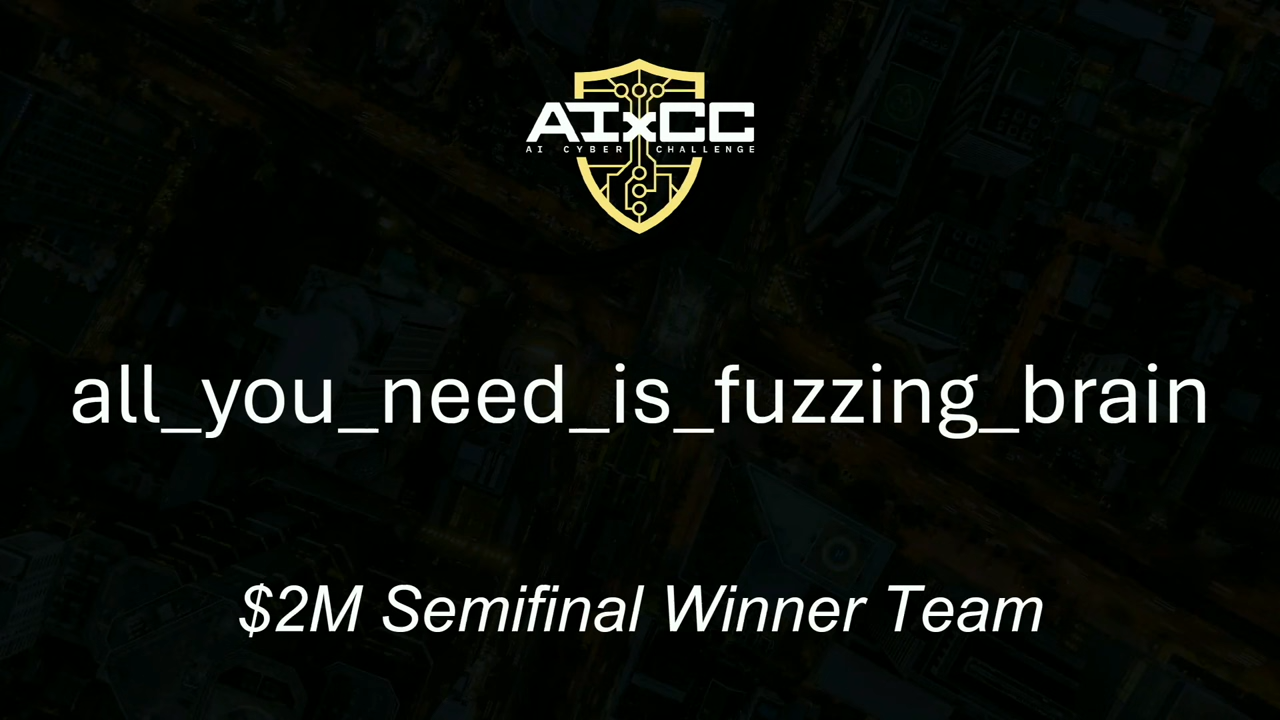 AIxCC
AI CYBER CHALLENGE
all_you_need_is_fuzzing_brain
$2M Semifinal Winner Team